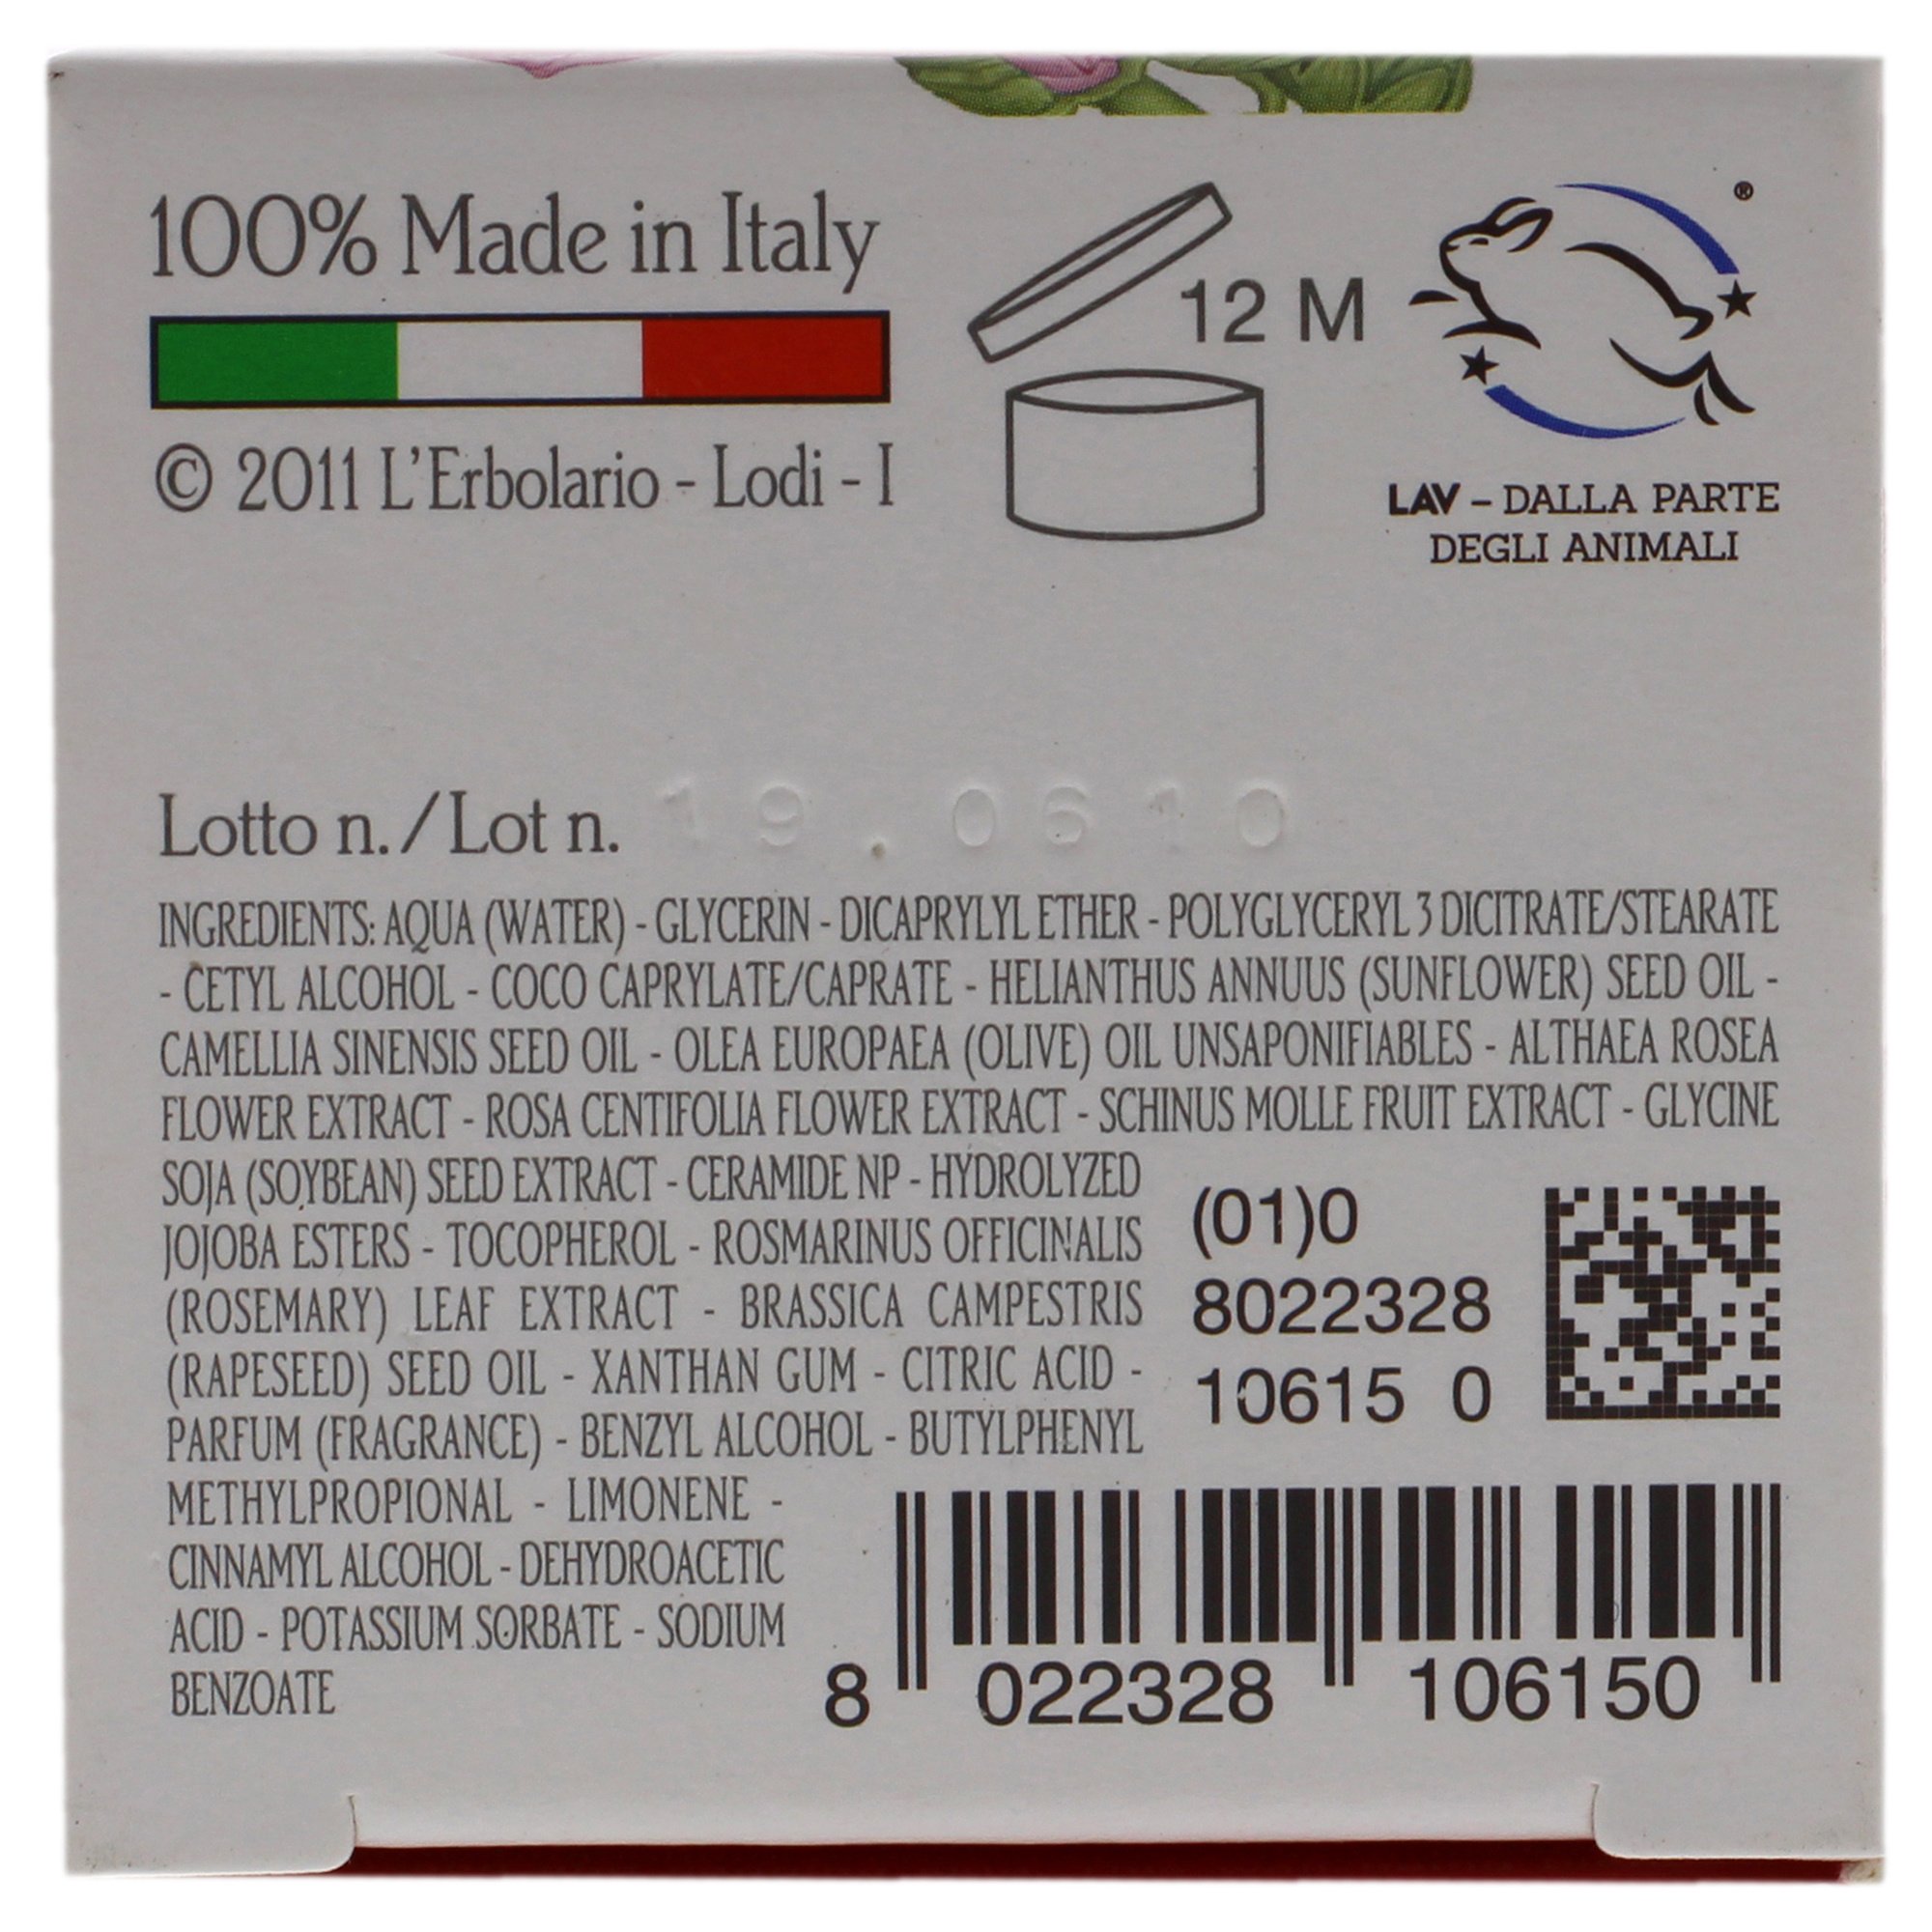 100% Made in Italy
© 2011 L'Erbolario - Lodi - I
12 M
®
LAV – DALLA PARTE
DEGLI ANIMALI
Lotto n./Lot n. 19.0610
INGREDIENTS: AQUA (WATER) - GLYCERIN - DICAPRYLYL ETHER - POLYGLYCERYL 3 DICITRATE/STEARATE
- CETYL ALCOHOL - COCO CAPRYLATE/CAPRATE - HELIANTHUS ANNUUS (SUNFLOWER) SEED OIL -
CAMELLIA SINENSIS SEED OIL - OLEA EUROPAEA (OLIVE) OIL UNSAPONIFIABLES - ALTHAEA ROSEA
FLOWER EXTRACT - ROSA CENTIFOLIA FLOWER EXTRACT - SCHINUS MOLLE FRUIT EXTRACT - GLYCINE
SOJA (SOYBEAN) SEED EXTRACT - CERAMIDE NP - HYDROLYZED
JOJOBA ESTERS - TOCOPHEROL - ROSMARINUS OFFICINALIS
(ROSEMARY) LEAF EXTRACT - BRASSICA CAMPESTRIS
(RAPESEED) SEED OIL - XANTHAN GUM - CITRIC ACID -
PARFUM (FRAGRANCE) - BENZYL ALCOHOL - BUTYLPHENYL
METHYLPROPIONAL - LIMONENE -
CINNAMYL ALCOHOL - DEHYDROACETIC
ACID - POTASSIUM SORBATE - SODIUM
BENZOATE
(01)0
8022328
10615 0
8 022328 106150